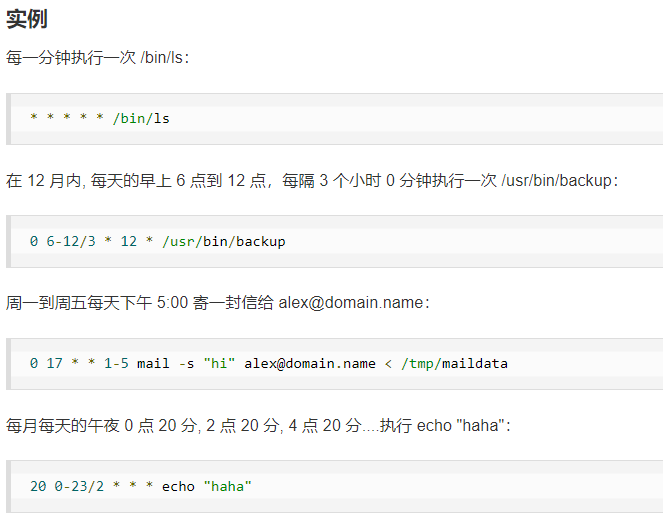 实例
每一分钟执行一次 /bin/ls：
* * * * * /bin/ls
在 12 月内, 每天的早上 6 点到 12 点，每隔 3 个小时 0 分钟执行一次 /usr/bin/backup：
0 6-12/3 * 12 * /usr/bin/backup
周一到周五每天下午 5:00 寄一封信给 alex@domain.name：
0 17 * * 1-5 mail -s "hi" alex@domain.name < /tmp/maildata
每月每天的午夜 0 点 20 分, 2 点 20 分, 4 点 20 分....执行 echo "haha"：
20 0-23/2 * * * echo "haha"